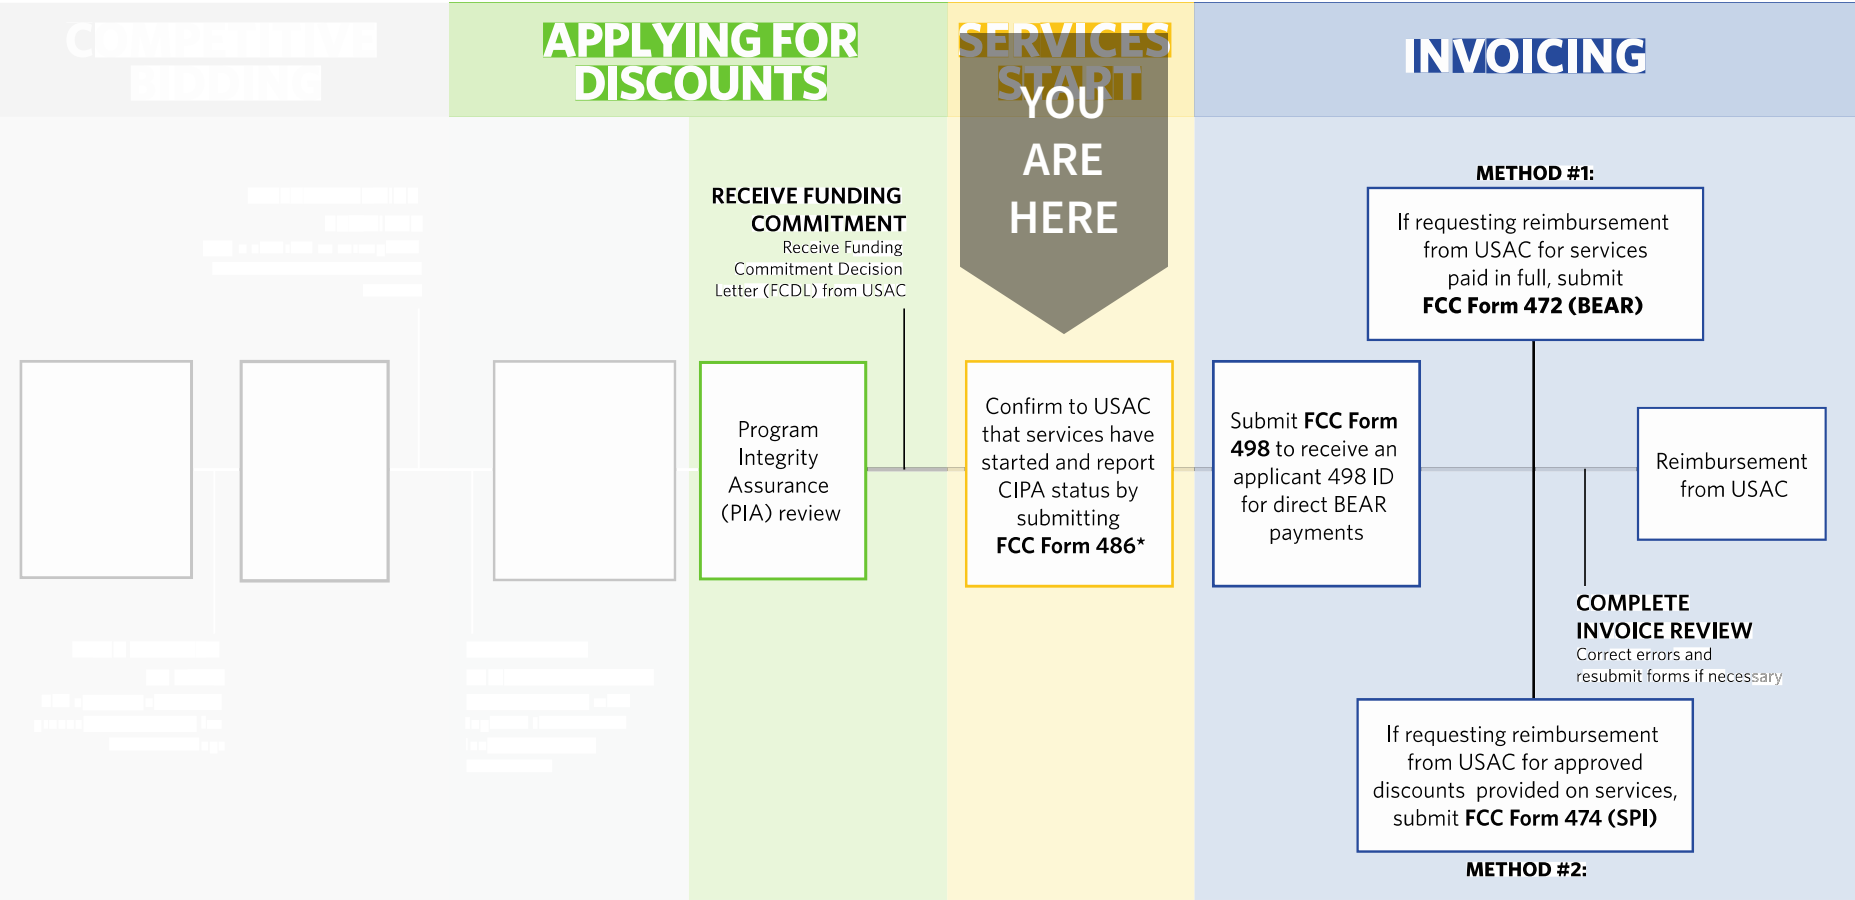 COMPETITIVE
BIDDING
APPLYING FOR
DISCOUNTS
SERVICES
START
INVOICING
YOU
ARE
HERE
RECEIVE FUNDING
COMMITMENT
Receive Funding
Commitment Decision
Letter (FCDL) from USAC
Program
Integrity
Assurance
(PIA) review
Confirm to USAC
that services have
started and report
CIPA status by
submitting
FCC Form 486*
Submit FCC Form
498 to receive an
applicant 498 ID
for direct BEAR
payments
METHOD #1:
If requesting reimbursement
from USAC for services
paid in full, submit
FCC Form 472 (BEAR)
Reimbursement
from USAC
COMPLETE
INVOICE REVIEW
Correct errors and
resubmit forms if necessary
If requesting reimbursement
from USAC for approved
discounts provided on services,
submit FCC Form 474 (SPI)
METHOD #2: